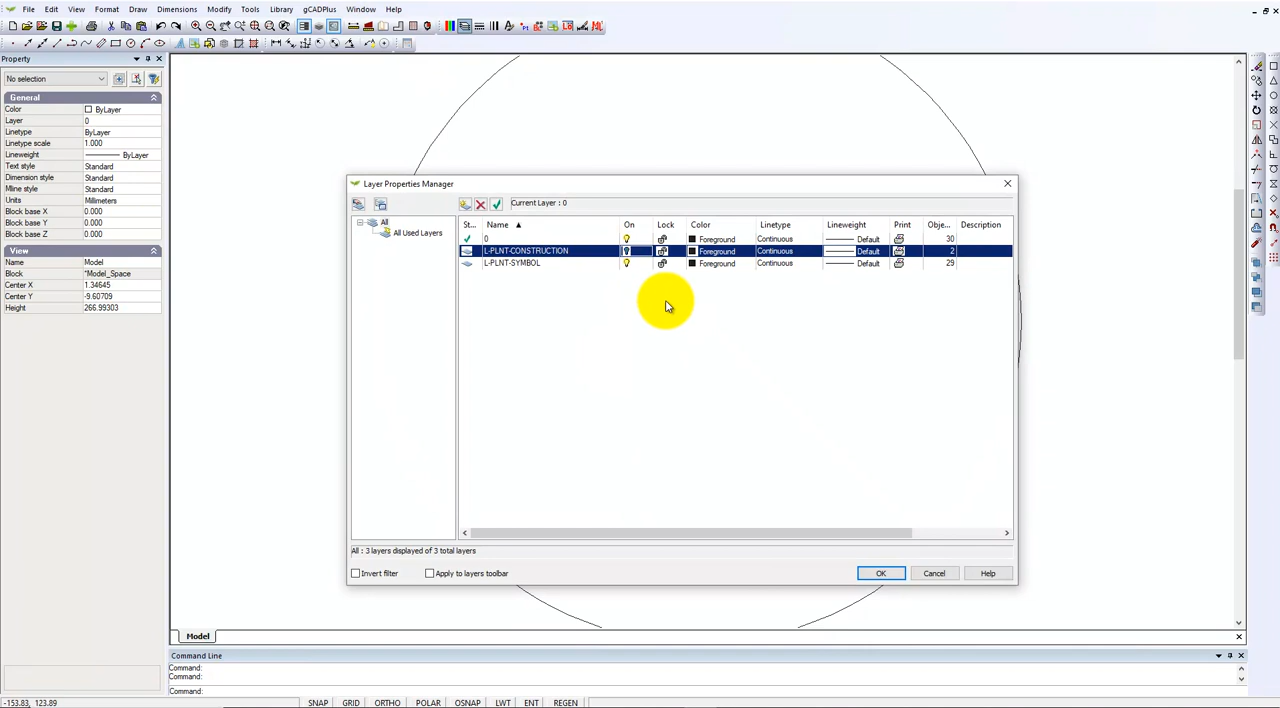 File Edit View Format Draw Dimensions Modify Tools Library gCADPlus Window Help
Property
No selection
General
Color ByLayer
Layer 0
Linetype ByLayer
Linetype scale 1.000
Lineweight ByLayer
Text style Standard
Dimension style Standard
Mline style Standard
Units Millimeters
Block base X 0.000
Block base Y 0.000
Block base Z 0.000
View
Name Model
Block *Model_Space
Center X 1.34645
Center Y -9.60709
Height 266.99303
Layer Properties Manager
Current Layer : 0
All
All Used Layers
St... Name On Lock Color Linetype Lineweight Print Obje... Description
0 Foreground Continuous Default 30
L-PLNT-CONSTRUCTION Foreground Continuous Default 2
L-PLNT-SYMBOL Foreground Continuous Default 29
All : 3 layers displayed of 3 total layers
Invert filter Apply to layers toolbar OK Cancel Help
Model
Command Line
Command:
Command:
Command:
-153.83, 123.89 SNAP GRID ORTHO POLAR OSNAP LWT ENT REGEN